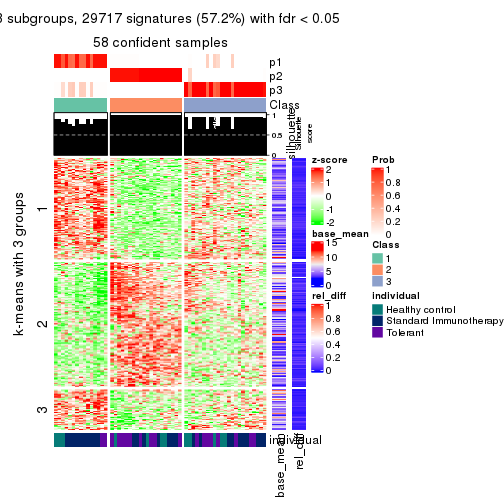 3 subgroups, 29717 signatures (57.2%) with fdr < 0.05
58 confident samples
p1
p2
p3
Class
1
0.5
0
silhouette
Silhouette
score
k-means with 3 groups
1
2
3
individual
base_mean
rel_diff
z-score
2
1
0
-1
-2
base_mean
15
10
5
0
rel_diff
1
0.8
0.6
0.4
0.2
0
Prob
1
0.8
0.6
0.4
0.2
0
Class
1
2
3
individual
Healthy control
Standard Immunotherapy
Tolerant